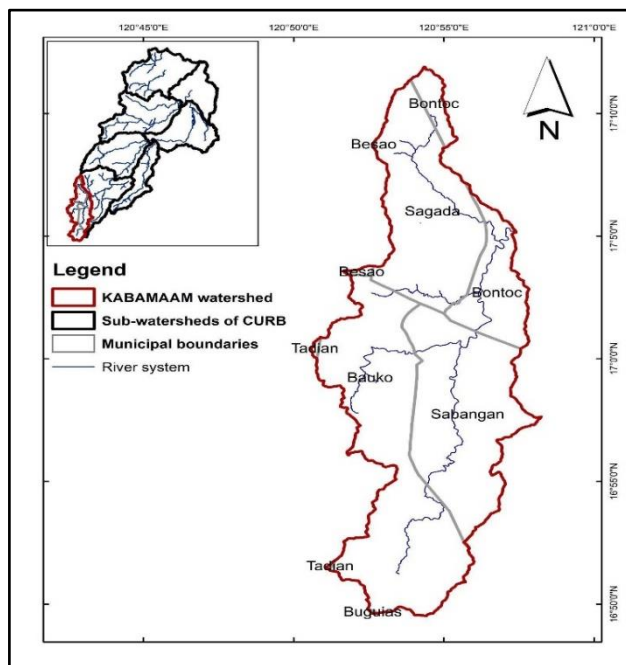 120°45'0"E
120°50'0"E
120°55'0"E
121°0'0"E
N
Legend
KABAMAAM watershed
Sub-watersheds of CURB
Municipal boundaries
River system
Bontoc
Besao
Sagada
Besao
Bontoc
Tadian
Bauko
Sabangan
Tadian
Buguias
17°10'0"N
17°15'0"N
17°0'0"N
16°55'0"N
16°50'0"N